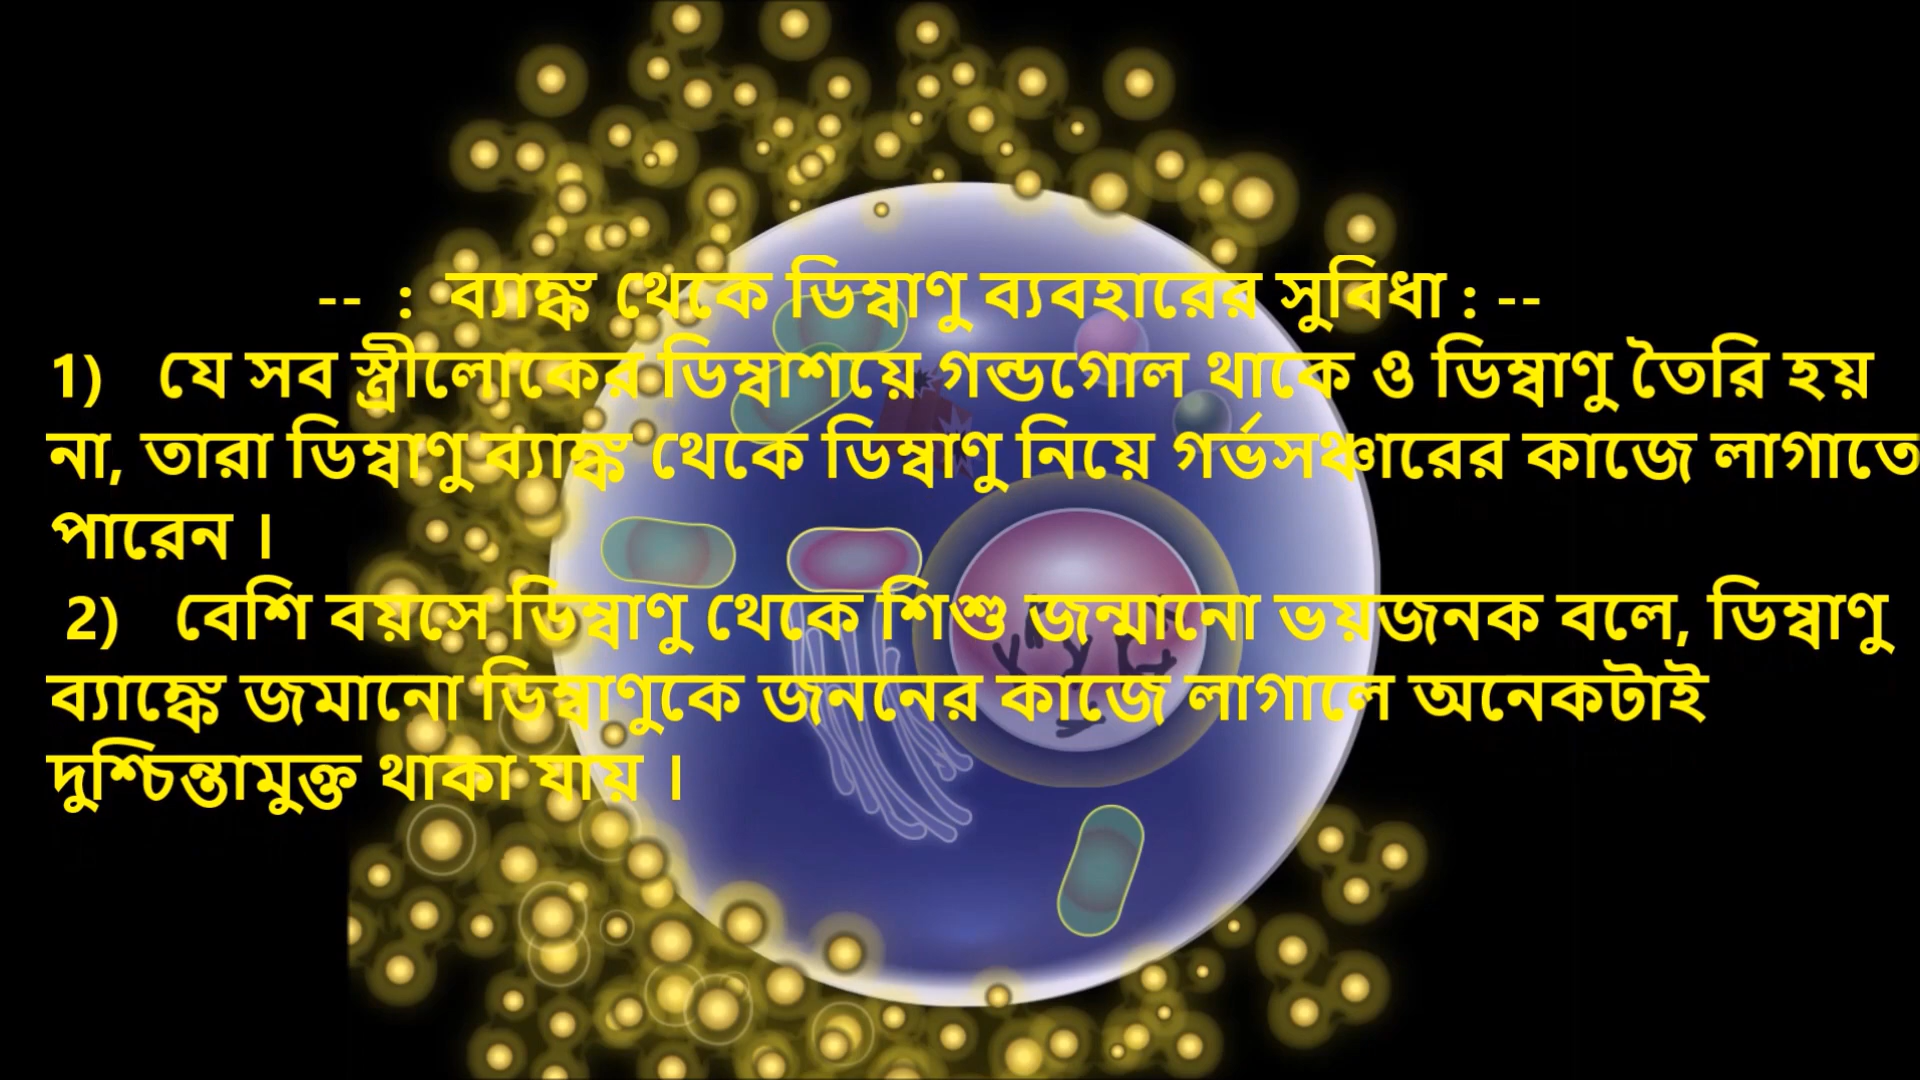 -- : ব্যাঙ্ক থেকে ডিম্বাণু ব্যবহারের সুবিধা : --
1) যে সব স্ত্রীলোকের ডিম্বাশয়ে গন্ডগোল থাকে ও ডিম্বাণু তৈরি হয়
না, তারা ডিম্বাণু ব্যাঙ্ক থেকে ডিম্বাণু নিয়ে গর্ভসঞ্চারের কাজে লাগাতে
পারেন ।
2) বেশি বয়সে ডিম্বাণু থেকে শিশু জন্মানো ভয়জনক বলে, ডিম্বাণু
ব্যাঙ্কে জমানো ডিম্বাণুকে জননের কাজে লাগালে অনেকটাই
দুশ্চিন্তামুক্ত থাকা যায় ।